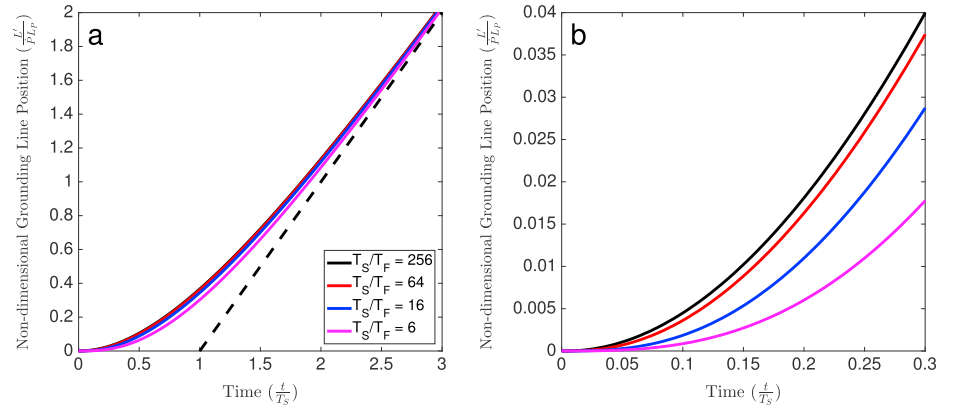 a
Non-dimensional Grounding Line Position (L′/ṖL_P)
2
1.8
1.6
1.4
1.2
1
0.8
0.6
0.4
0.2
0
0 0.5 1 1.5 2 2.5 3
Time (t/T_S)
T_S/T_F = 256
T_S/T_F = 64
T_S/T_F = 16
T_S/T_F = 6
b
Non-dimensional Grounding Line Position (L′/ṖL_P)
0.04
0.035
0.03
0.025
0.02
0.015
0.01
0.005
0
0 0.05 0.1 0.15 0.2 0.25 0.3
Time (t/T_S)